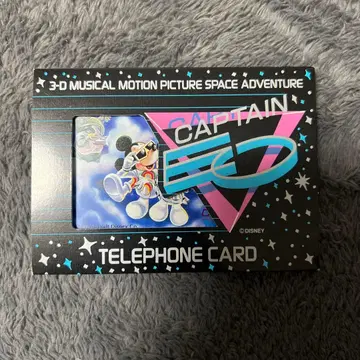 3-D MUSICAL MOTION PICTURE SPACE ADVENTURE
CAPTAIN
EO
© DISNEY
TELEPHONE CARD